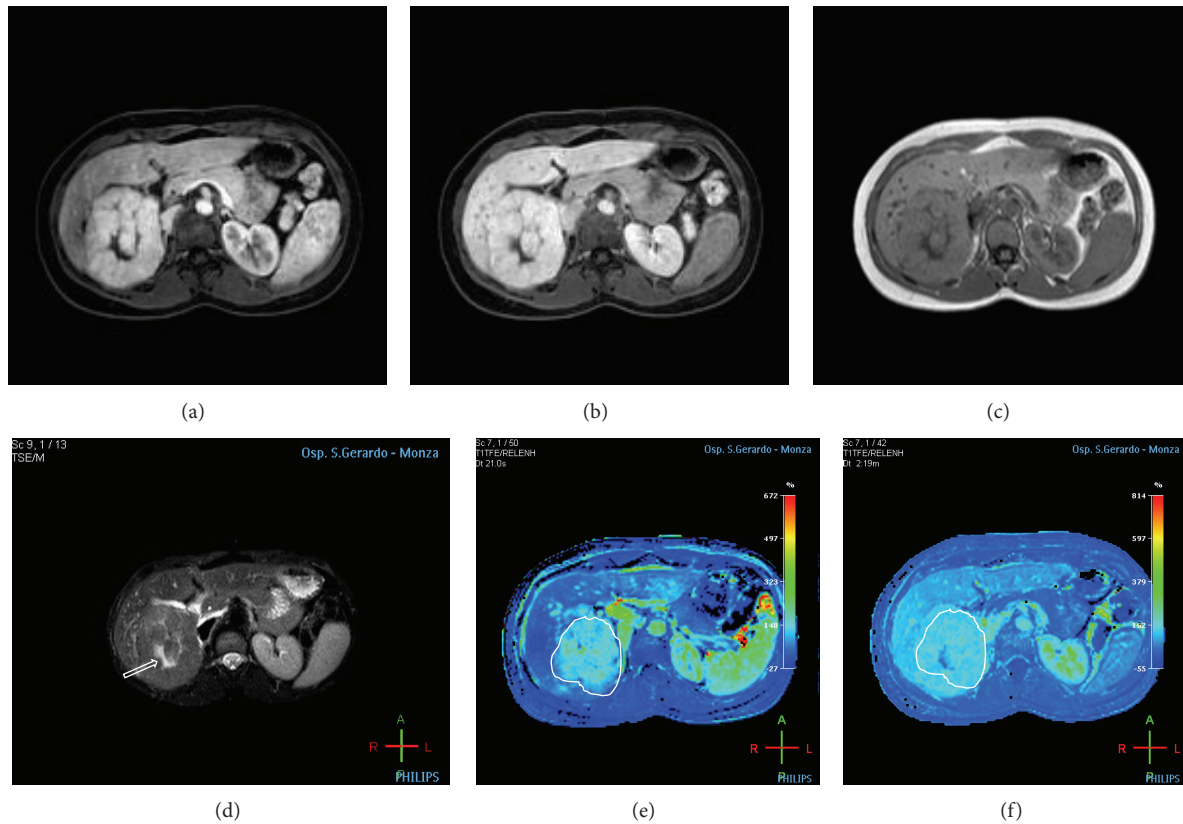 (a)
(b)
(c)
Sc 9, 1 / 13
TSE/M
Osp. S.Gerardo - Monza
A
R
L
PHILIPS
(d)
Sc 7, 1 / 50
T1TFE/RELENH
Dt 21.0s
Osp. S.Gerardo - Monza
%
672
497
323
148
-27
A
R
L
PHILIPS
(e)
Sc 7, 1 / 42
T1TFE/RELENH
Dt 2:19m
Osp. S.Gerardo - Monza
%
814
597
379
162
-55
A
R
L
PHILIPS
(f)